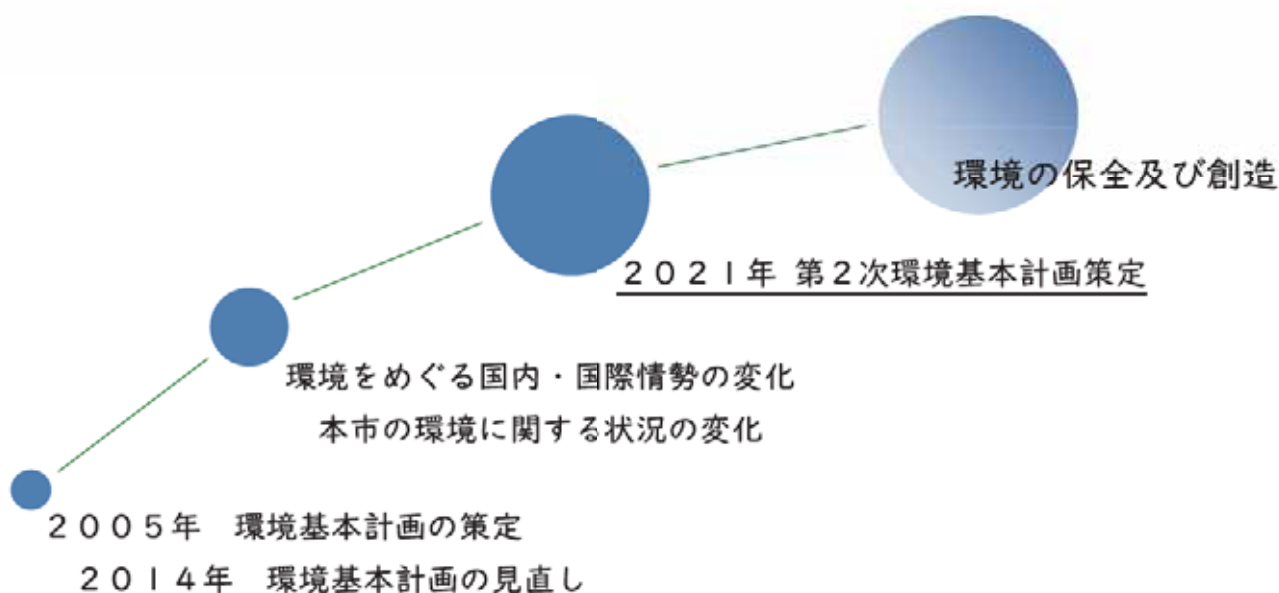 環境の保全及び創造
２０２１年 第２次環境基本計画策定
環境をめぐる国内・国際情勢の変化
本市の環境に関する状況の変化
２００５年　環境基本計画の策定
２０１４年　環境基本計画の見直し